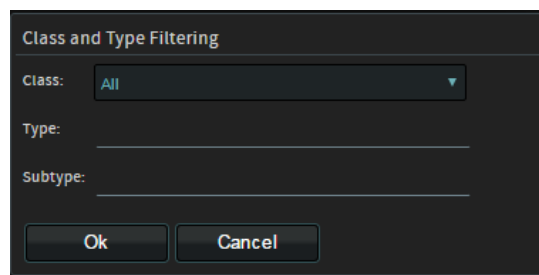 Class and Type Filtering
Class: All
Type:
Subtype:
Ok Cancel